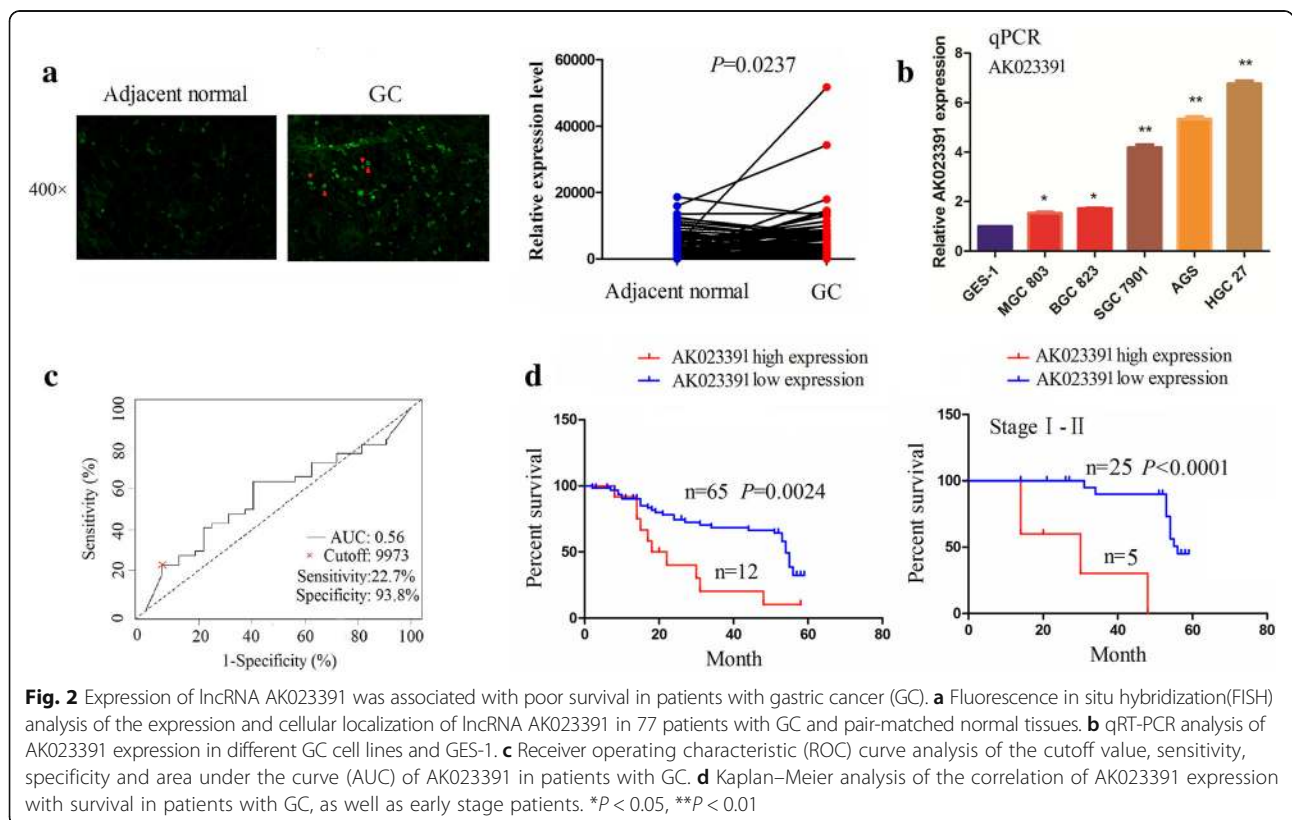 a
Adjacent normal
GC
400×
60000
40000
20000
0
Relative expression level
P=0.0237
Adjacent normal
GC
b
qPCR
AK023391
8
6
4
2
0
Relative AK023391 expression
*
*
**
**
**
GES-1
MGC 803
BGC 823
SGC 7901
AGS
HGC 27
c
100
80
60
40
20
0
Sensitivity (%)
AUC: 0.56
× Cutoff: 9973
Sensitivity:22.7%
Specificity:93.8%
0 20 40 60 80 100
1-Specificity (%)
d
AK023391 high expression
AK023391 low expression
150
100
50
0
Percent survival
n=65 P=0.0024
n=12
0 20 40 60 80
Month
AK023391 high expression
AK023391 low expression
150
100
50
0
Percent survival
Stage I - II
n=25 P<0.0001
n=5
0 20 40 60 80
Month
Fig. 2 Expression of lncRNA AK023391 was associated with poor survival in patients with gastric cancer (GC). a Fluorescence in situ hybridization(FISH)
analysis of the expression and cellular localization of lncRNA AK023391 in 77 patients with GC and pair-matched normal tissues. b qRT-PCR analysis of
AK023391 expression in different GC cell lines and GES-1. c Receiver operating characteristic (ROC) curve analysis of the cutoff value, sensitivity,
specificity and area under the curve (AUC) of AK023391 in patients with GC. d Kaplan–Meier analysis of the correlation of AK023391 expression
with survival in patients with GC, as well as early stage patients. *P < 0.05, **P < 0.01